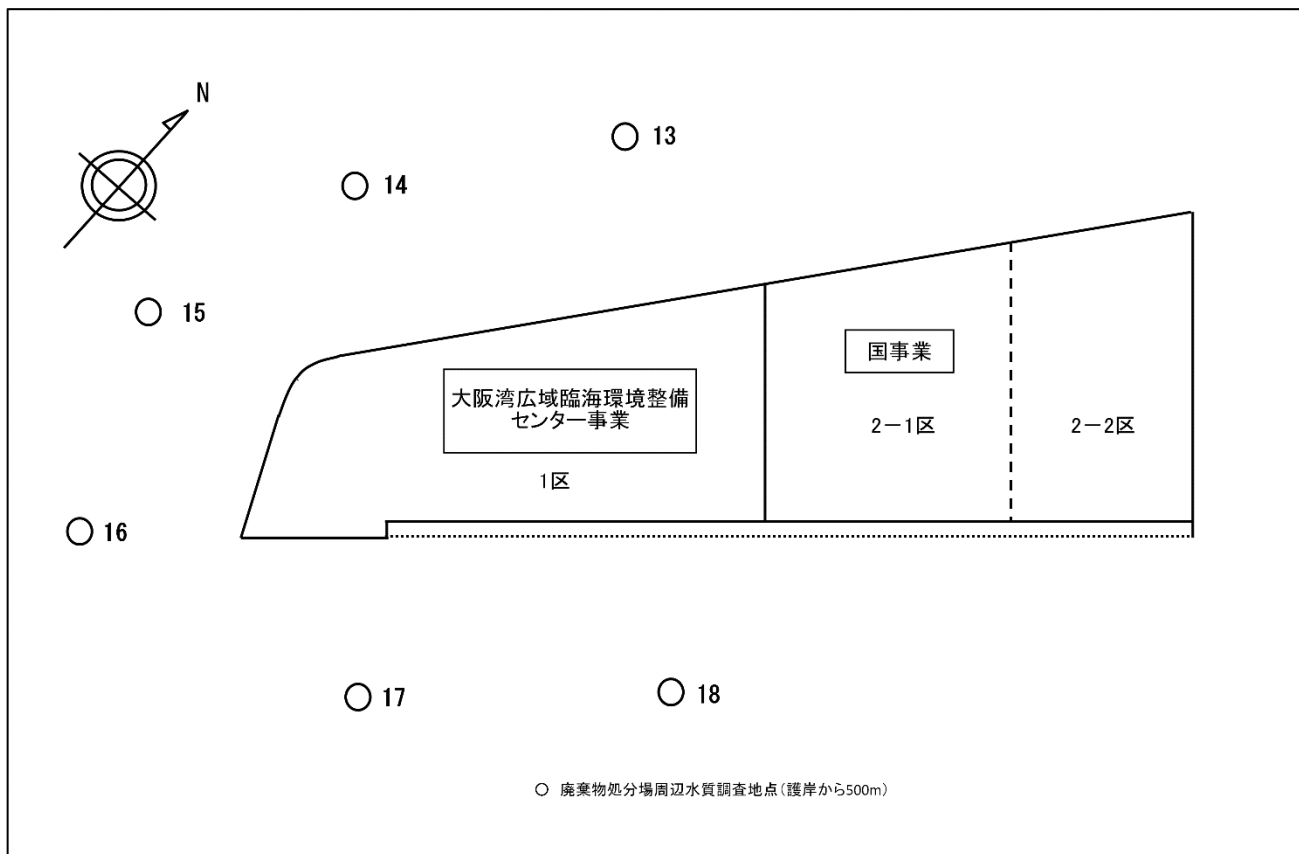 N
13
14
15
国事業
大阪湾広域臨海環境整備
センター事業
2－1区
2－2区
1区
16
17
18
○ 廃棄物処分場周辺水質調査地点(護岸から500m)